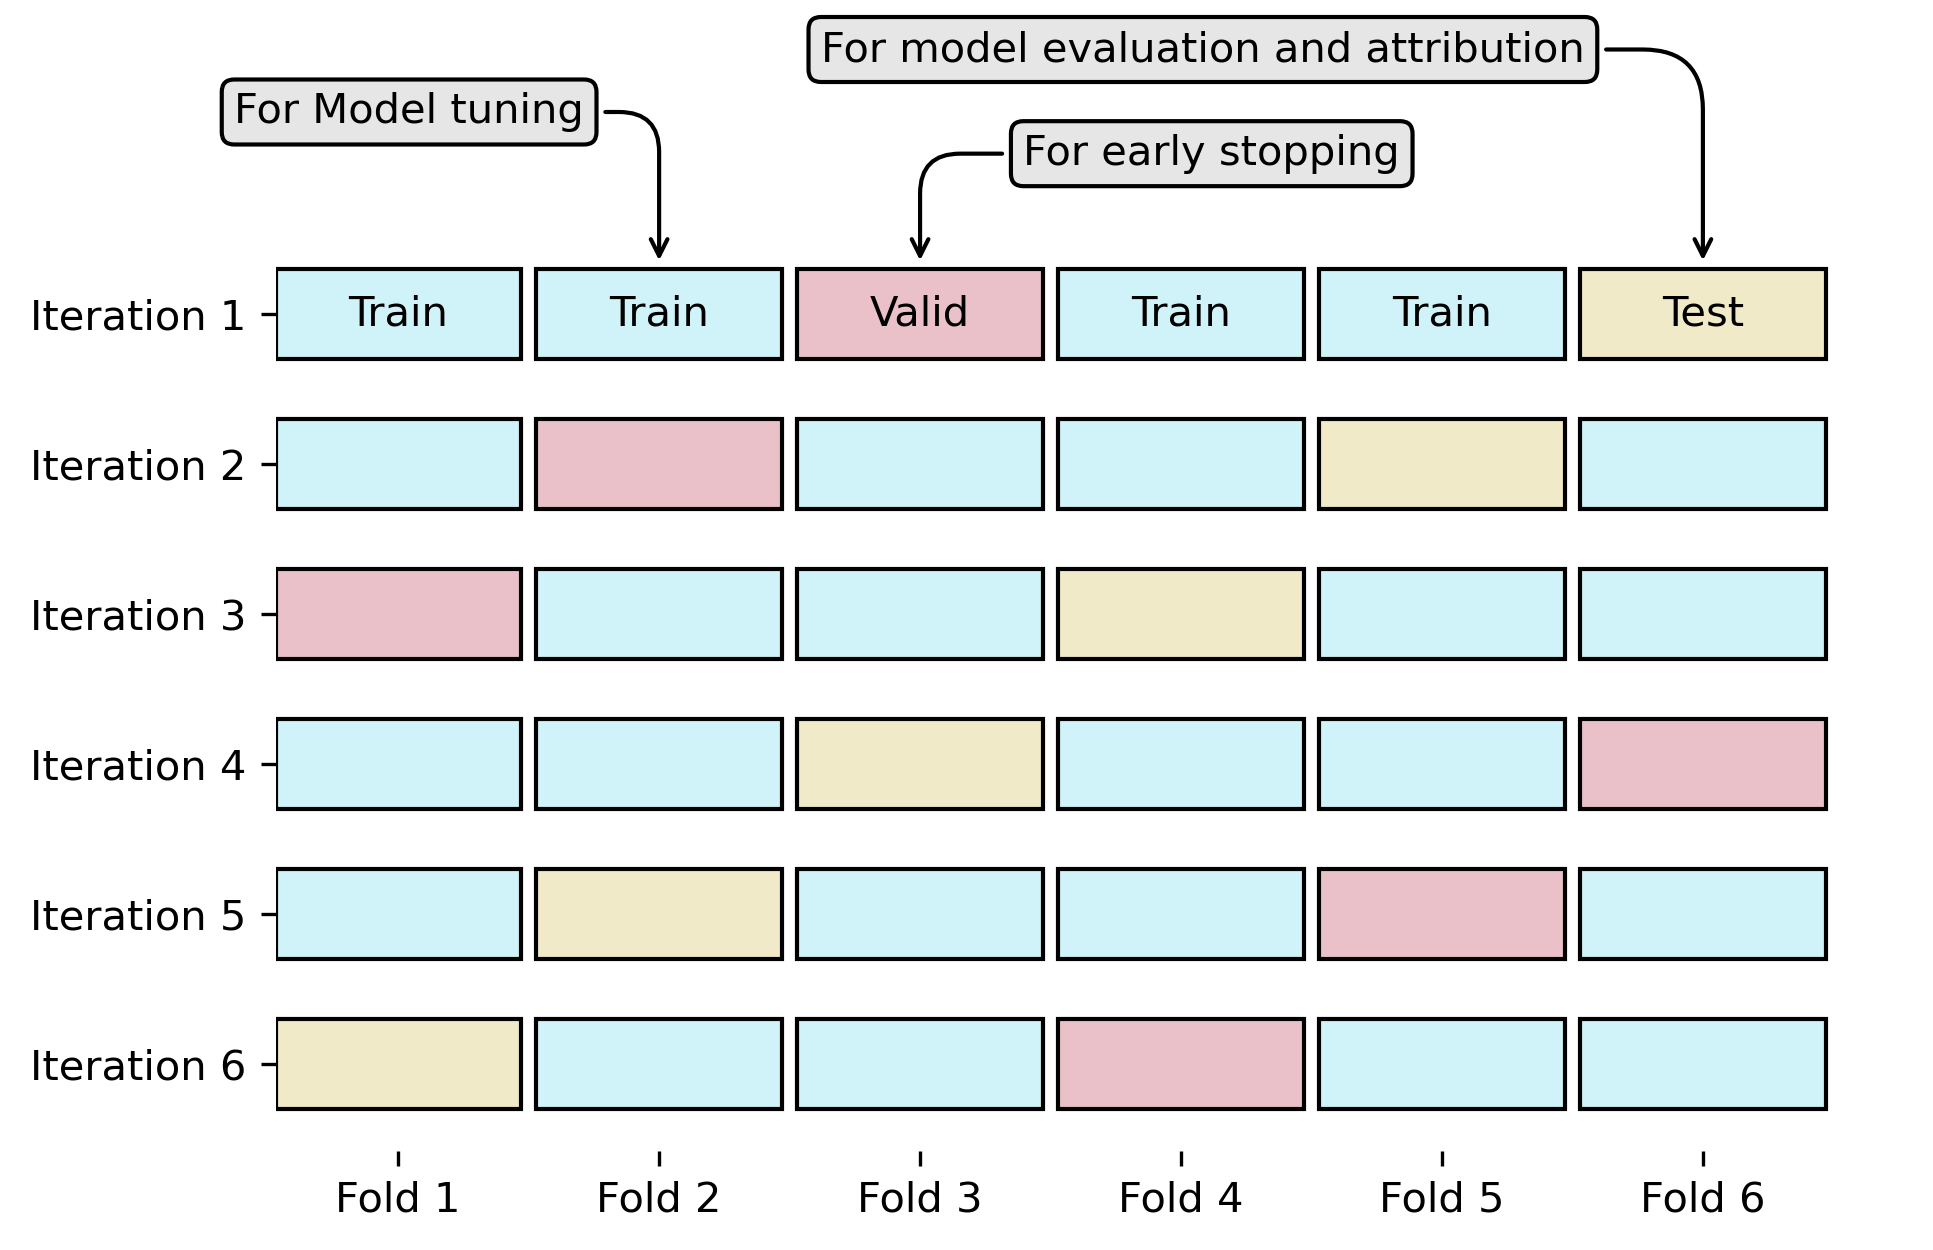 For model evaluation and attribution
For Model tuning
For early stopping
Iteration 1
Train
Train
Valid
Train
Train
Test
Iteration 2
Iteration 3
Iteration 4
Iteration 5
Iteration 6
Fold 1
Fold 2
Fold 3
Fold 4
Fold 5
Fold 6